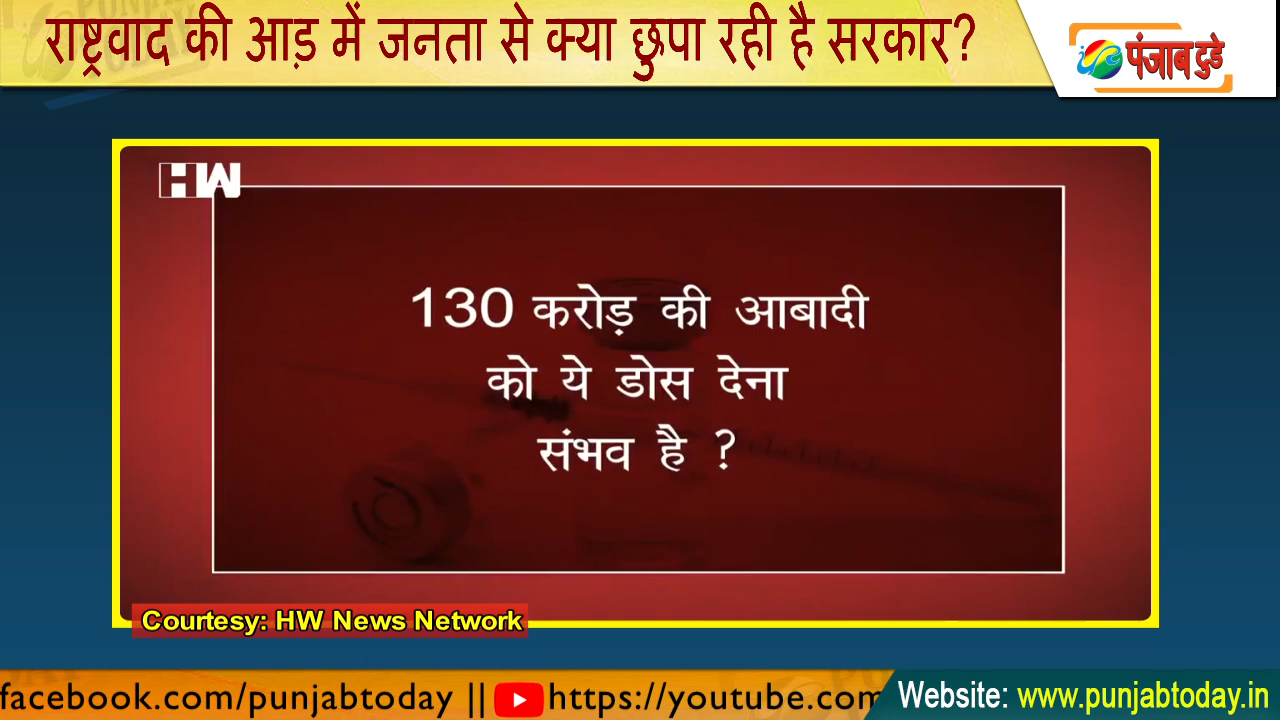 राष्ट्रवाद की आड़ में जनता से क्या छुपा रही है सरकार?
पंजाब टुडे
HW
130 करोड़ की आबादी
को ये डोस देना
संभव है ?
Courtesy: HW News Network
facebook.com/punjabtoday || https://youtube.com
Website: www.punjabtoday.in